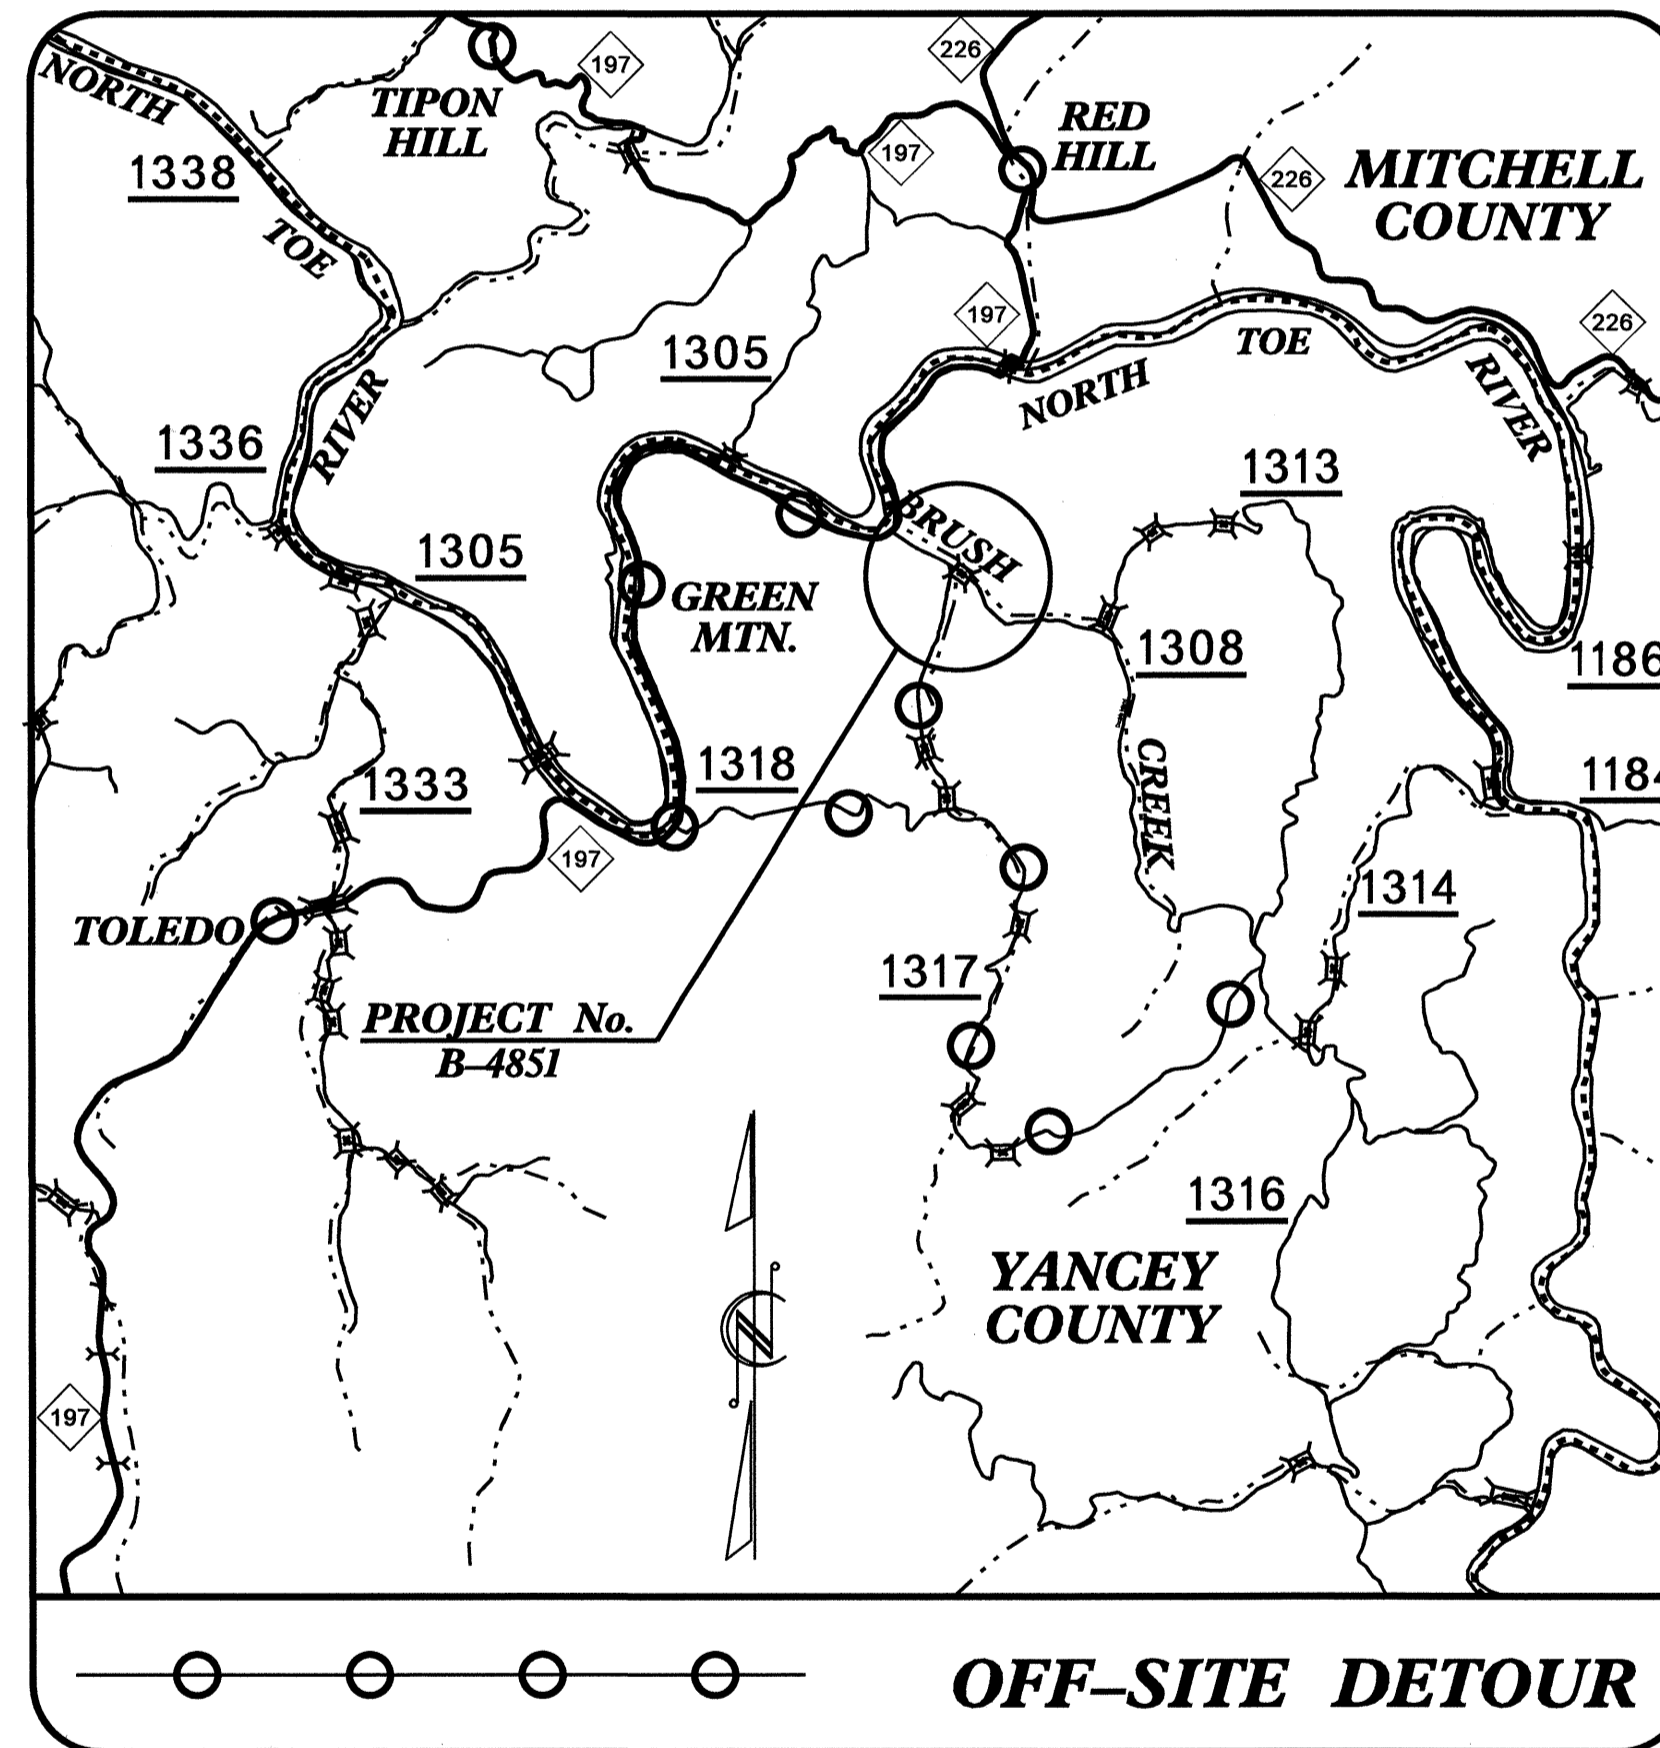 197
226
NORTH
TIPON
HILL
RED
HILL
197
1338
226
MITCHELL
COUNTY
TOE
197
1305
TOE
226
NORTH
RIVER
RIVER
1336
1313
BRUSH
1305
GREEN
MTN.
1308
1186
1318
1333
1184
CREEK
197
1314
TOLEDO
1317
PROJECT No.
B-4851
1316
YANCEY
COUNTY
N
197
OFF-SITE DETOUR